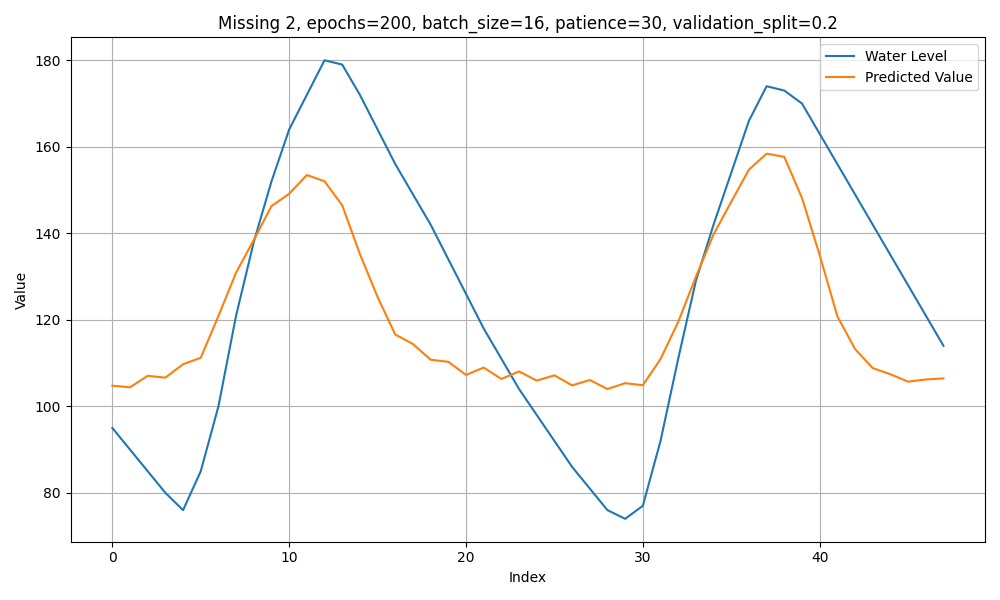 Missing 2, epochs=200, batch_size=16, patience=30, validation_split=0.2
Water Level
Predicted Value
Value
180
160
140
120
100
80
0
10
20
30
40
Index